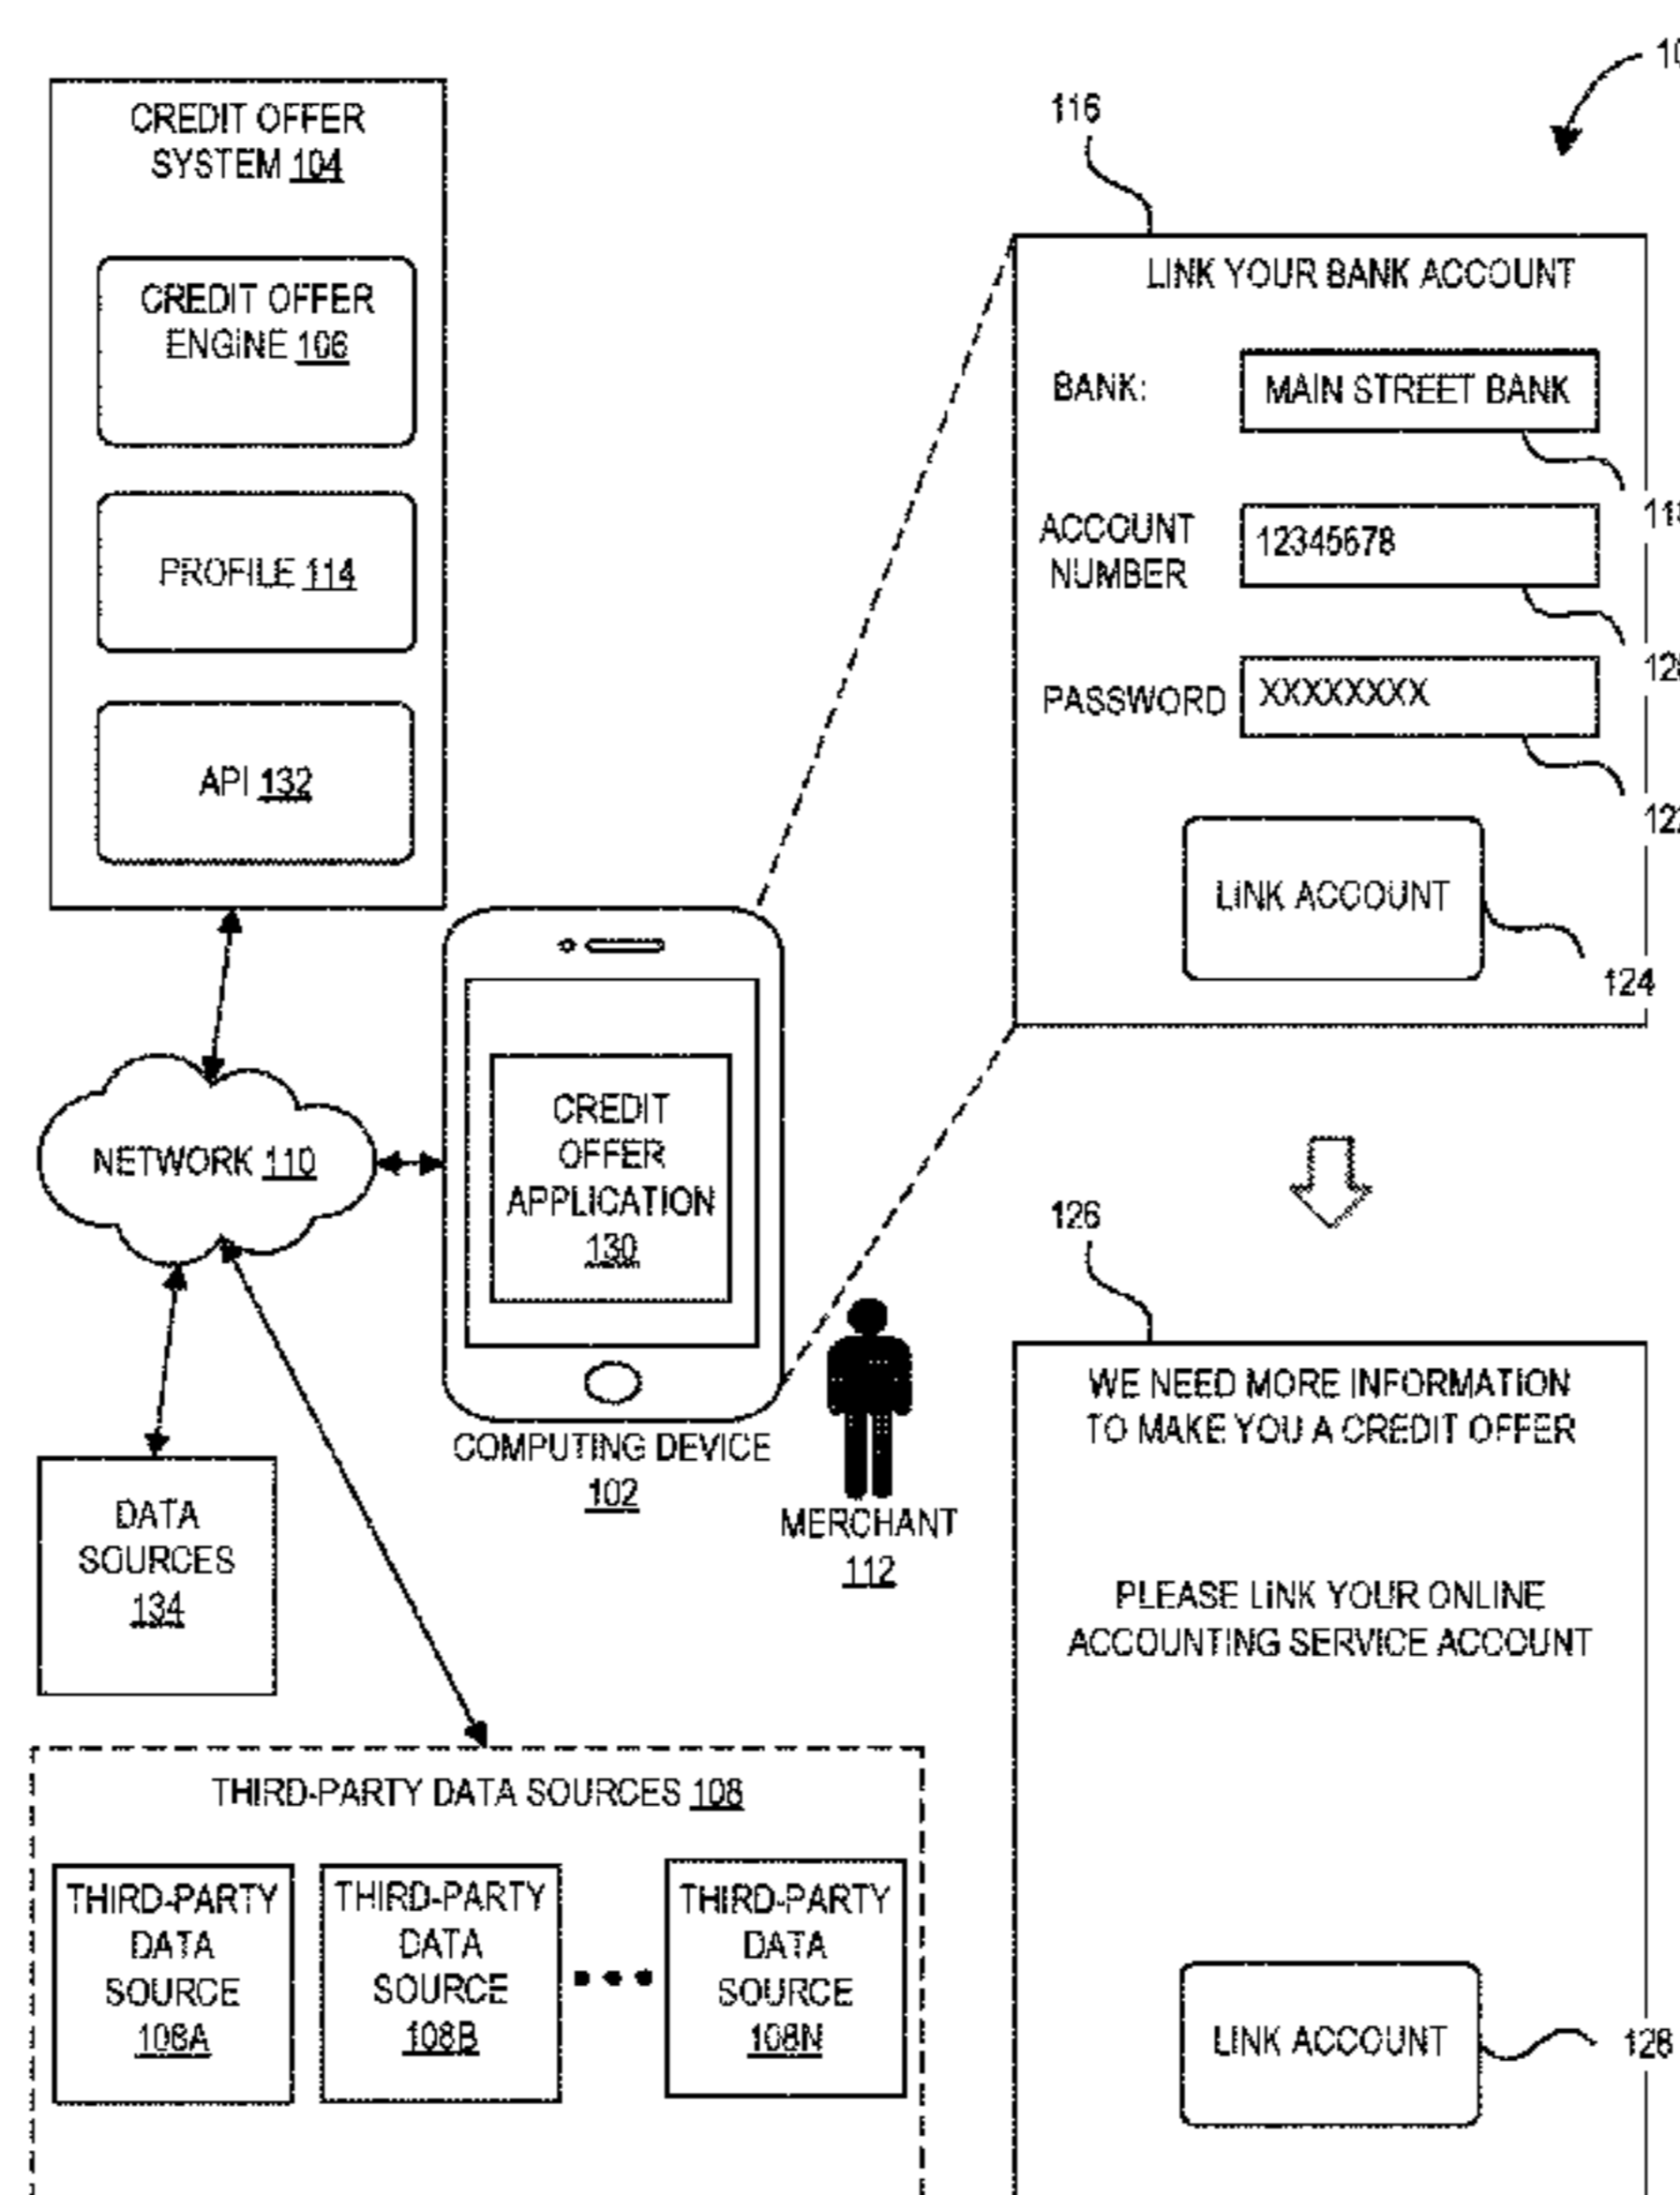 CREDIT OFFER
SYSTEM 104
CREDIT OFFER
ENGINE 106
PROFILE 114
API 132
NETWORK 110
CREDIT
OFFER
APPLICATION
130
COMPUTING DEVICE
102
MERCHANT
112
DATA
SOURCES
134
THIRD-PARTY DATA SOURCES 108
THIRD-PARTY
DATA
SOURCE
108A
THIRD-PARTY
DATA
SOURCE
108B
THIRD-PARTY
DATA
SOURCE
108N
116
LINK YOUR BANK ACCOUNT
BANK:
MAIN STREET BANK
ACCOUNT
NUMBER
12345678
PASSWORD
XXXXXXXX
LINK ACCOUNT
124
126
WE NEED MORE INFORMATION
TO MAKE YOU A CREDIT OFFER
PLEASE LINK YOUR ONLINE
ACCOUNTING SERVICE ACCOUNT
LINK ACCOUNT
128